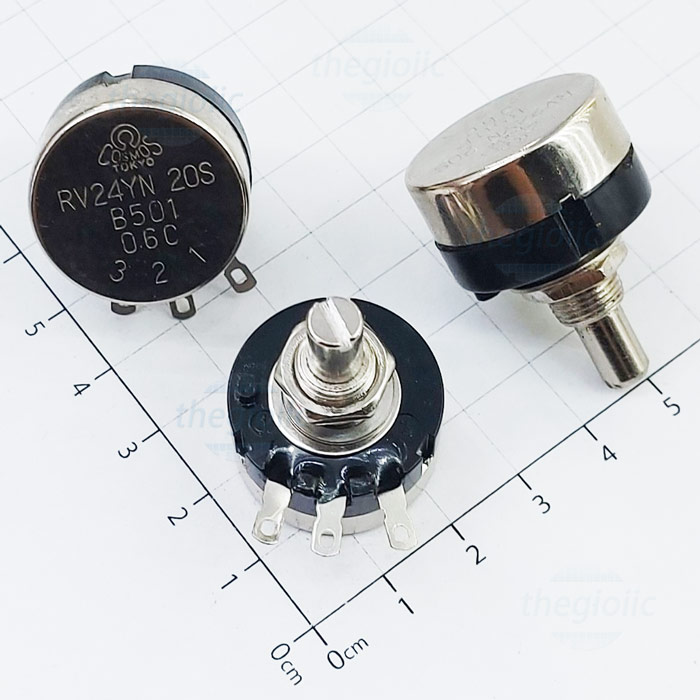 thegioiic
COSMOS
TOKYO
RV24YN 20S
B501
0.6C
3 2 1
5
4
3
2
1
0cm
0cm
1
2
3
4
5
thegioiic